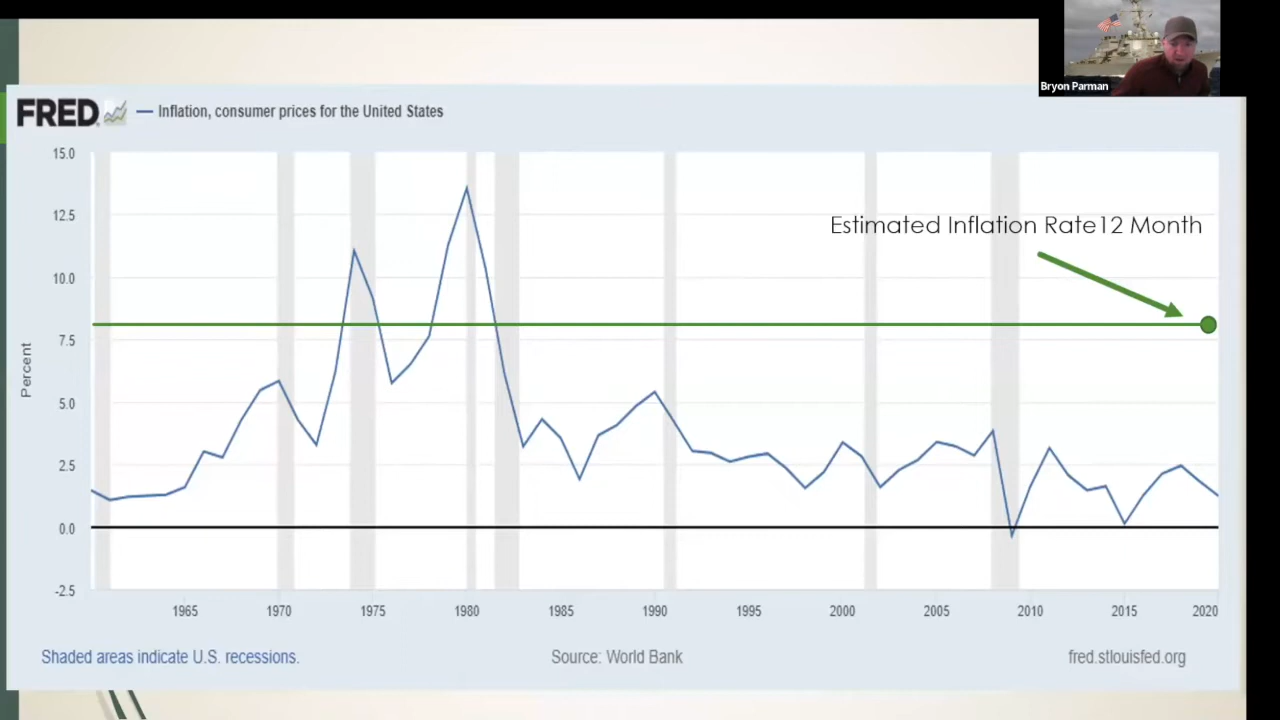 Bryon Parman
FRED
Inflation, consumer prices for the United States
15.0
12.5
10.0
7.5
5.0
2.5
0.0
-2.5
Percent
Estimated Inflation Rate12 Month
1965 1970 1975 1980 1985 1990 1995 2000 2005 2010 2015 2020
Shaded areas indicate U.S. recessions.
Source: World Bank
fred.stlouisfed.org